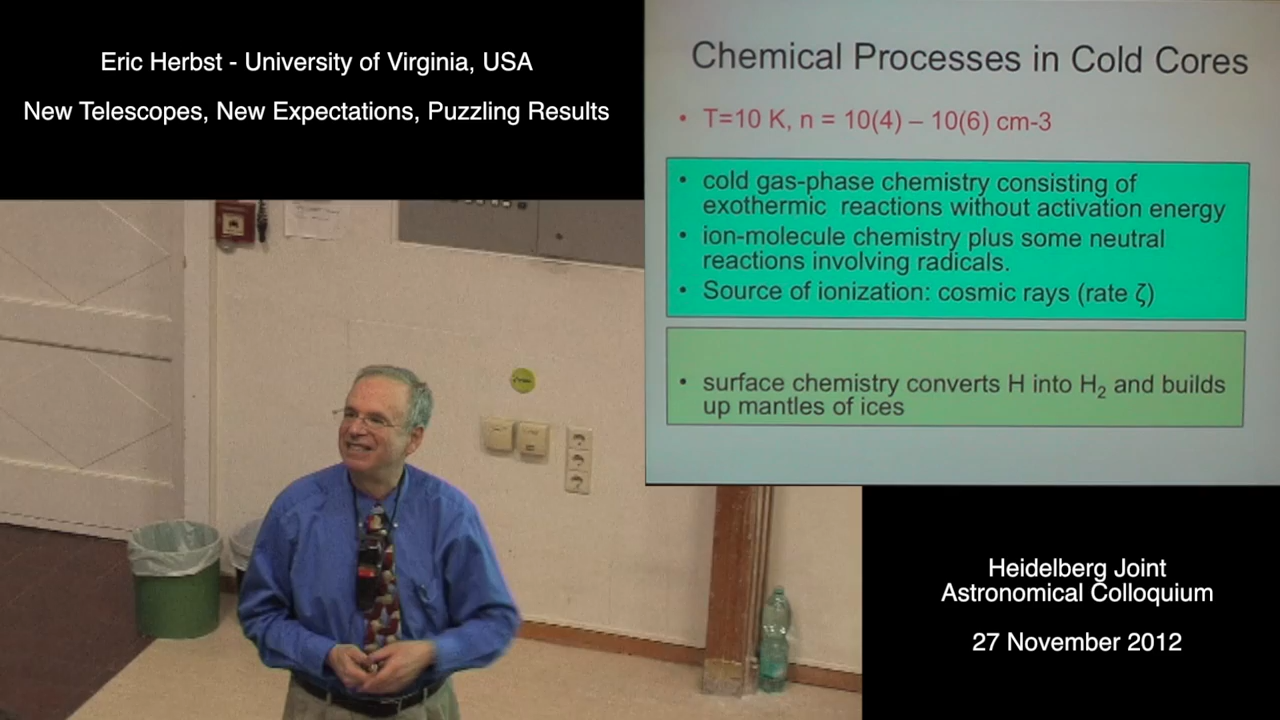 Eric Herbst - University of Virginia, USA
New Telescopes, New Expectations, Puzzling Results
Chemical Processes in Cold Cores
• T=10 K, n = 10(4) – 10(6) cm-3
• cold gas-phase chemistry consisting of
exothermic reactions without activation energy
• ion-molecule chemistry plus some neutral
reactions involving radicals.
• Source of ionization: cosmic rays (rate ζ)
• surface chemistry converts H into H₂ and builds
up mantles of ices
Heidelberg Joint
Astronomical Colloquium
27 November 2012